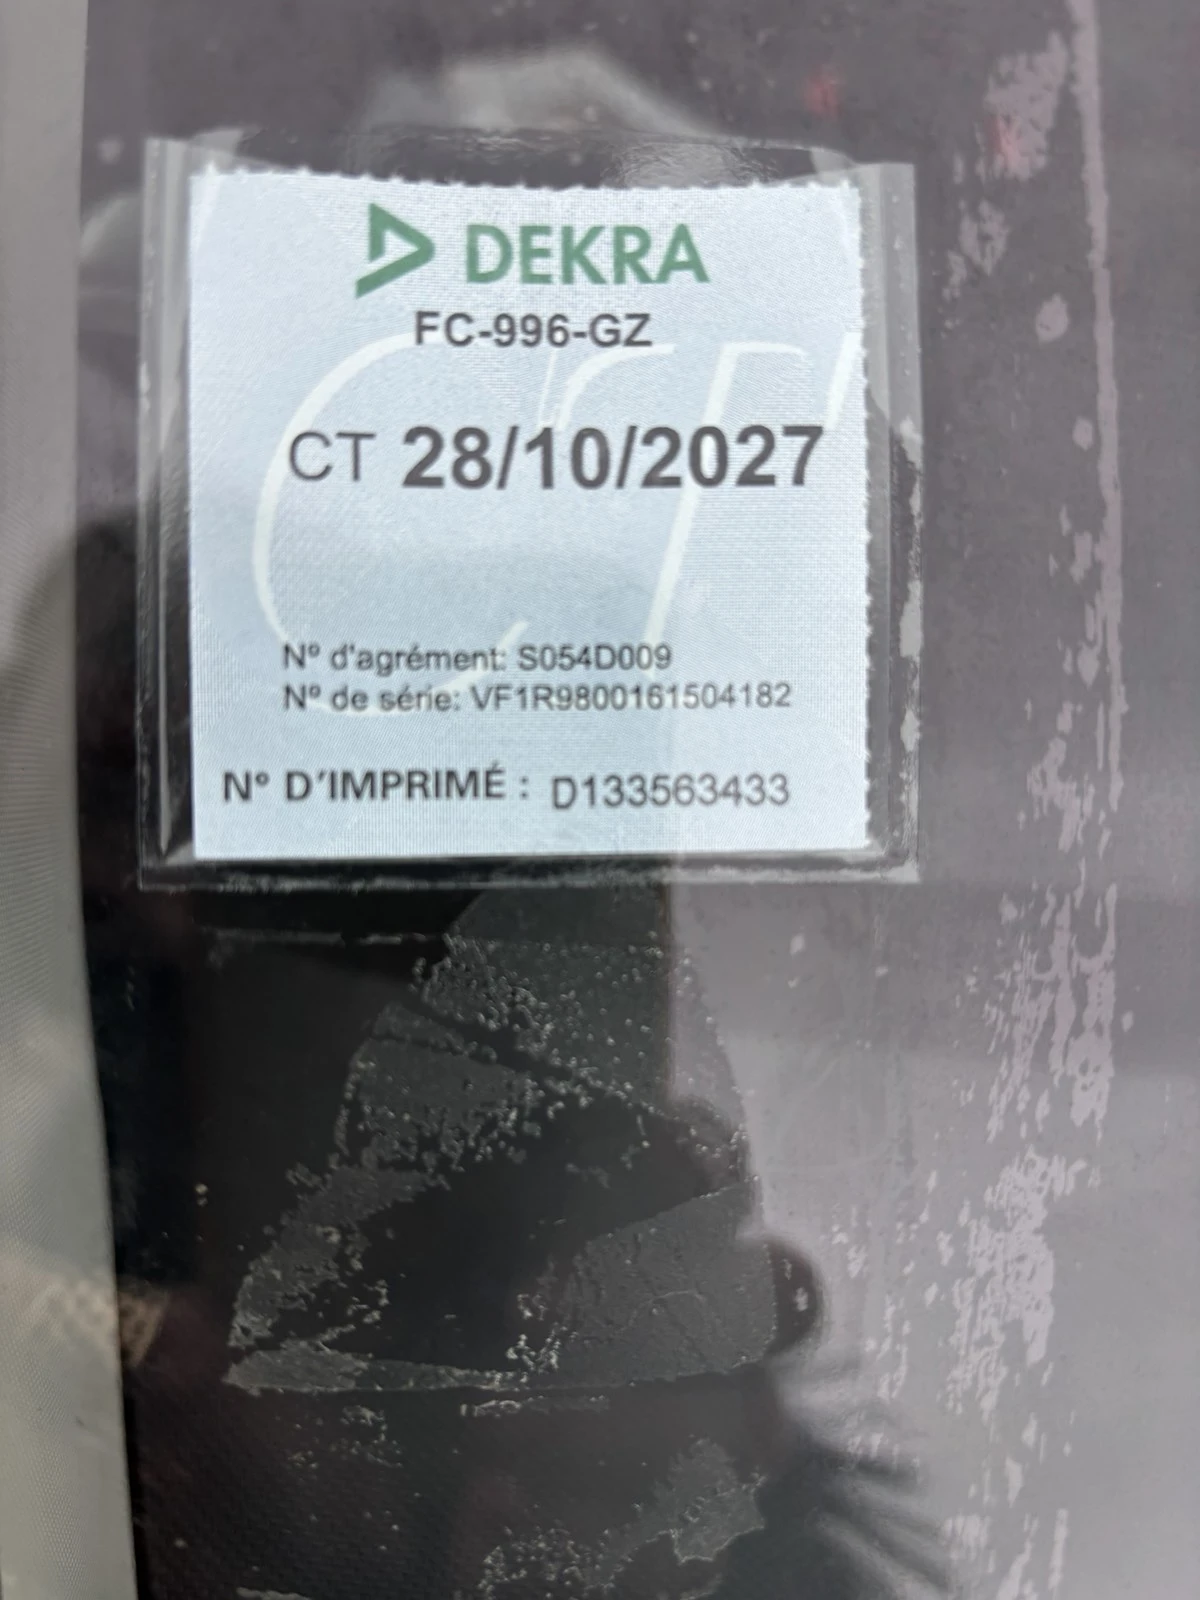 DEKRA
FC-996-GZ
CT 28/10/2027
N° d'agrément: S054D009
N° de série: VF1R9800161504182
N° D'IMPRIMÉ : D133563433